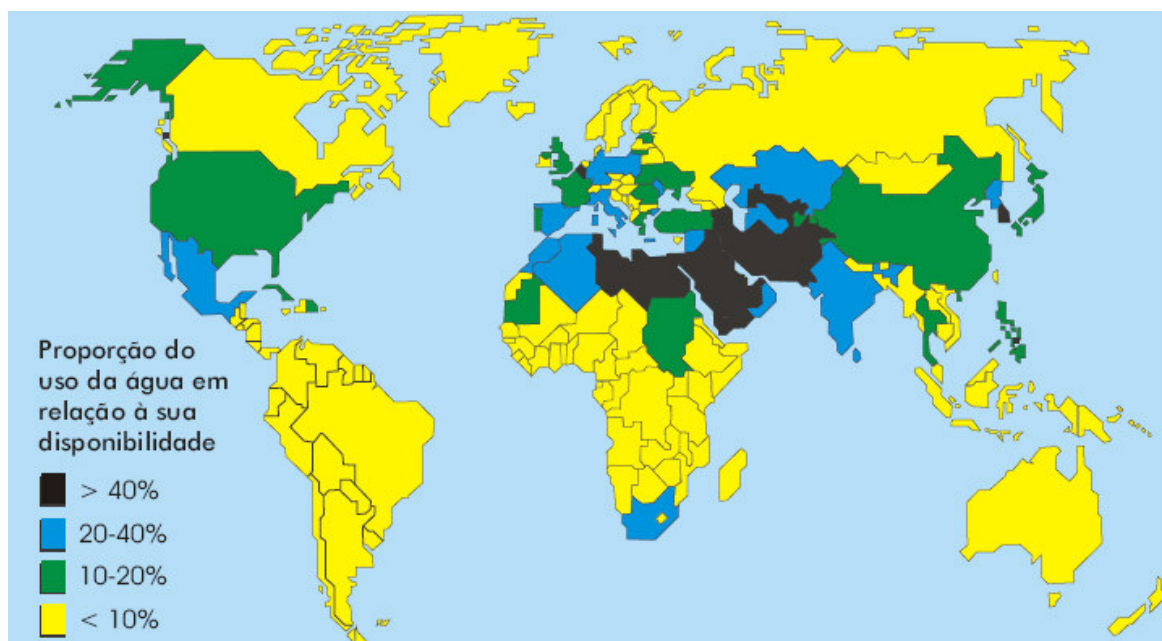 Proporção do
uso da água em
relação à sua
disponibilidade
> 40%
20-40%
10-20%
< 10%